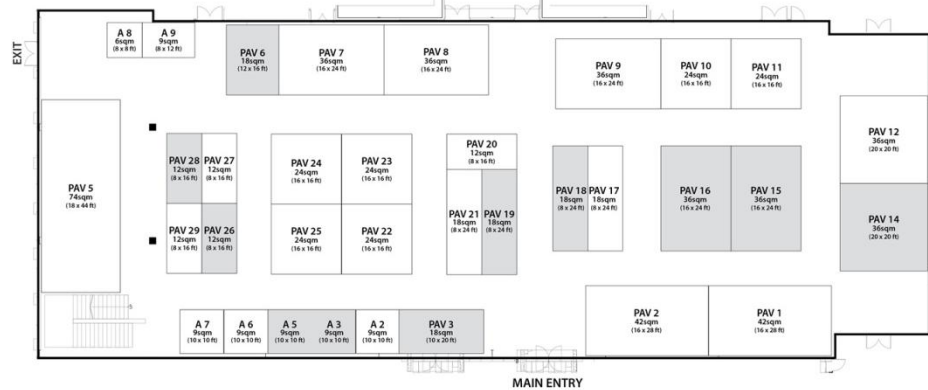 A 8
6sqm
(8 x 8 ft)
A 9
9sqm
(8 x 12 ft)
EXIT
PAV 6
18sqm
(12 x 16 ft)
PAV 7
36sqm
(16 x 24 ft)
PAV 8
36sqm
(16 x 24 ft)
PAV 9
36sqm
(16 x 24 ft)
PAV 10
24sqm
(16 x 16 ft)
PAV 11
24sqm
(16 x 16 ft)
PAV 12
36sqm
(20 x 20 ft)
PAV 5
74sqm
(18 x 44 ft)
PAV 28
12sqm
(8 x 16 ft)
PAV 27
12sqm
(8 x 16 ft)
PAV 24
24sqm
(16 x 16 ft)
PAV 23
24sqm
(16 x 16 ft)
PAV 20
12sqm
(8 x 16 ft)
PAV 18
18sqm
(8 x 24 ft)
PAV 17
18sqm
(8 x 24 ft)
PAV 16
36sqm
(16 x 24 ft)
PAV 15
36sqm
(16 x 24 ft)
PAV 14
36sqm
(20 x 20 ft)
PAV 29
12sqm
(8 x 16 ft)
PAV 26
12sqm
(8 x 16 ft)
PAV 25
24sqm
(16 x 16 ft)
PAV 22
24sqm
(16 x 16 ft)
PAV 21
18sqm
(8 x 24 ft)
PAV 19
18sqm
(8 x 24 ft)
A 7
9sqm
(10 x 10 ft)
A 6
9sqm
(10 x 10 ft)
A 5
9sqm
(10 x 10 ft)
A 3
9sqm
(10 x 10 ft)
A 2
9sqm
(10 x 10 ft)
PAV 3
18sqm
(10 x 20 ft)
PAV 2
42sqm
(16 x 28 ft)
PAV 1
42sqm
(16 x 28 ft)
MAIN ENTRY